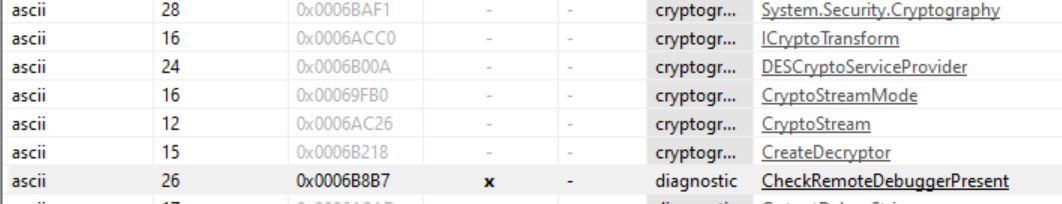 ascii 28 0x0006BAF1 - - cryptogr... System.Security.Cryptography
ascii 16 0x0006ACC0 - - cryptogr... ICryptoTransform
ascii 24 0x0006B00A - - cryptogr... DESCryptoServiceProvider
ascii 16 0x00069FB0 - - cryptogr... CryptoStreamMode
ascii 12 0x0006AC26 - - cryptogr... CryptoStream
ascii 15 0x0006B218 - - cryptogr... CreateDecryptor
ascii 26 0x0006B8B7 x - diagnostic CheckRemoteDebuggerPresent